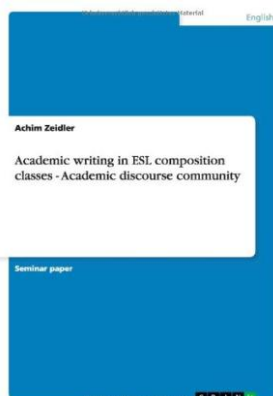 English
Achim Zeidler
Academic writing in ESL composition
classes - Academic discourse community
Seminar paper